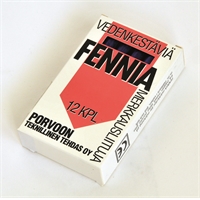 VEDENKESTÄVIÄ
FENNIA
MERKKAUSLIITUJA
12 KPL
PORVOON
TEKNILLINEN TEHDAS OY